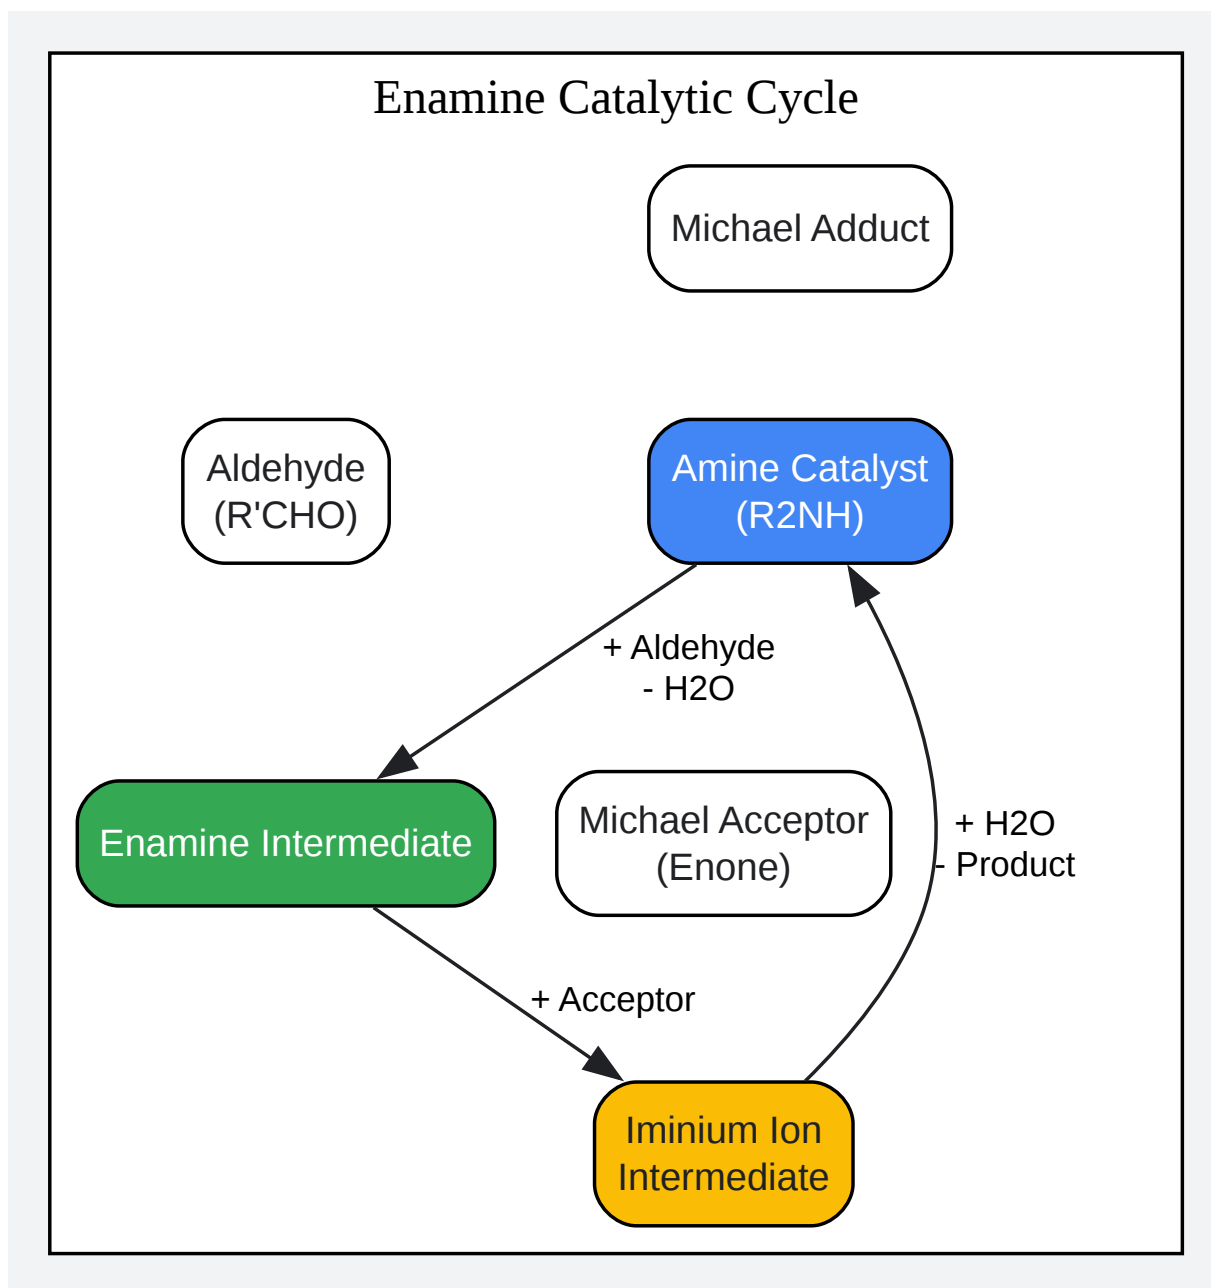 Enamine Catalytic Cycle
Michael Adduct
Aldehyde
(R'CHO)
Amine Catalyst
(R2NH)
+ Aldehyde
- H2O
Enamine Intermediate
Michael Acceptor
(Enone)
+ H2O
- Product
+ Acceptor
Iminium Ion
Intermediate